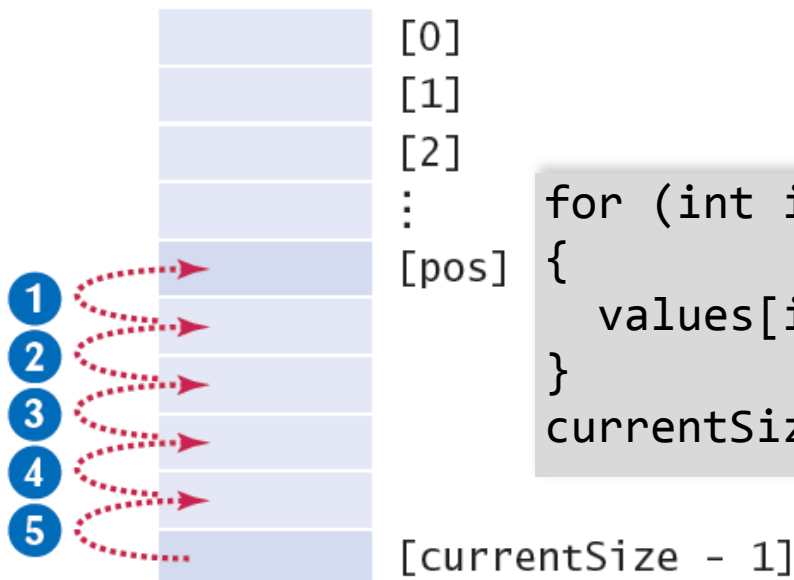 [0]
[1]
[2]
⋮
[pos]
[currentSize - 1]
1
2
3
4
5
for (int i
{
values[i
}
currentSiz